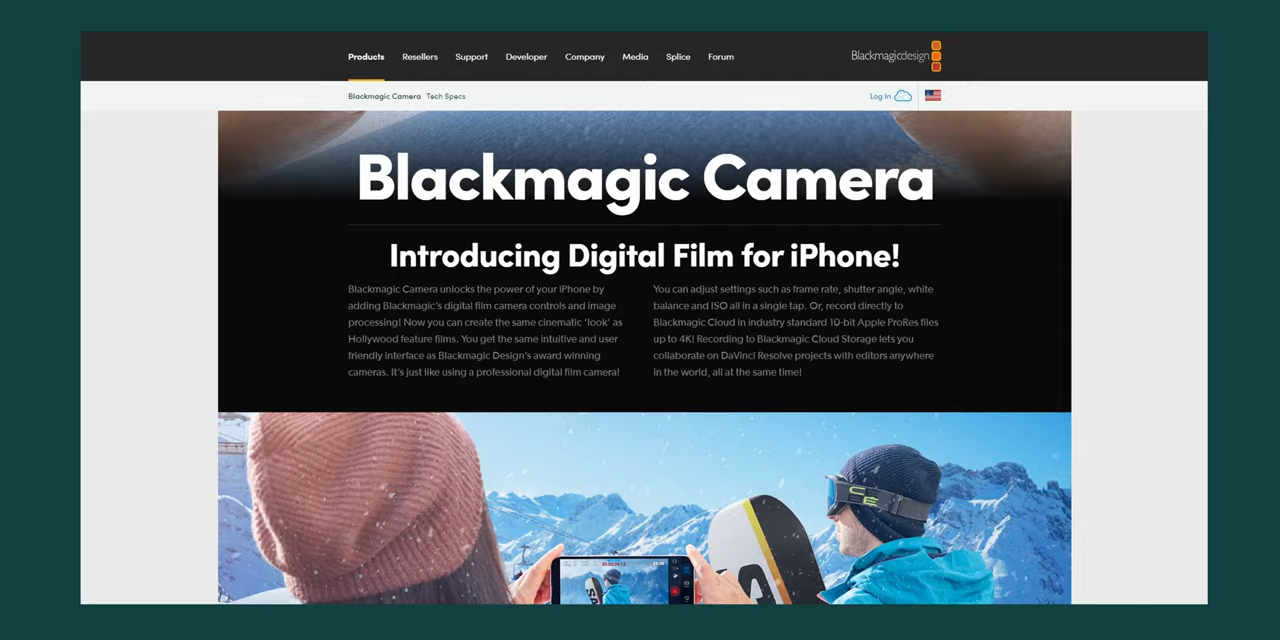 Products Resellers Support Developer Company Media Splice Forum
Blackmagicdesign
Blackmagic Camera Tech Specs
Log In
Blackmagic Camera
Introducing Digital Film for iPhone!
Blackmagic Camera unlocks the power of your iPhone by
adding Blackmagic's digital film camera controls and image
processing! Now you can create the same cinematic 'look' as
Hollywood feature films. You get the same intuitive and user
friendly interface as Blackmagic Design's award winning
cameras. It's just like using a professional digital film camera!
You can adjust settings such as frame rate, shutter angle, white
balance and ISO all in a single tap. Or, record directly to
Blackmagic Cloud in industry standard 10-bit Apple ProRes files
up to 4K! Recording to Blackmagic Cloud Storage lets you
collaborate on DaVinci Resolve projects with editors anywhere
in the world, all at the same time!